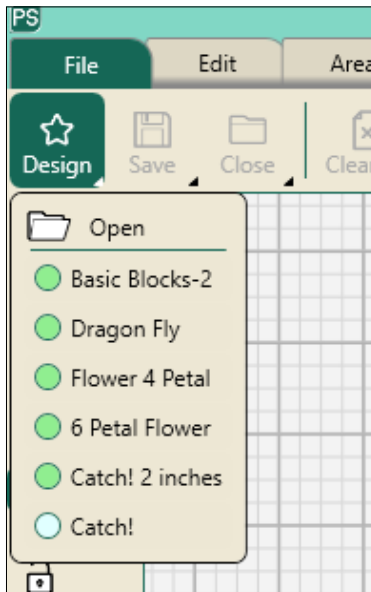 PS
File Edit Area
Design Save Close Clea
Open
Basic Blocks-2
Dragon Fly
Flower 4 Petal
6 Petal Flower
Catch! 2 inches
Catch!